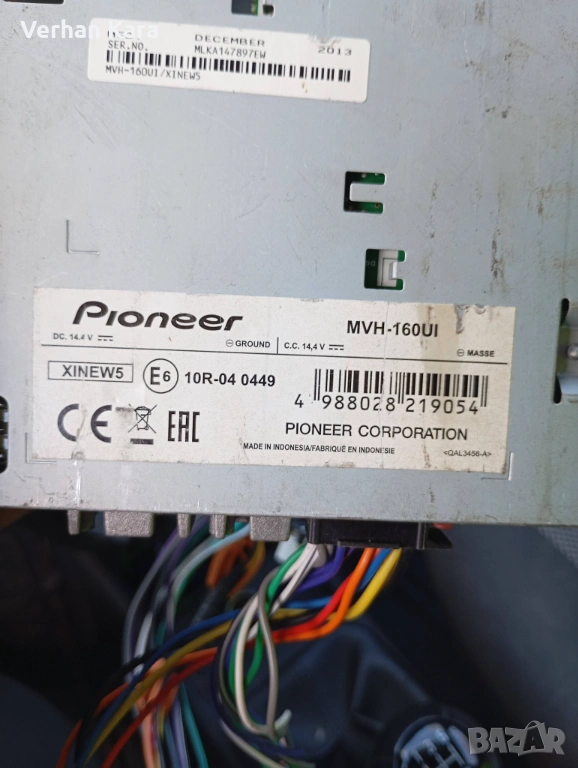 Verhan Kara
DECEMBER 2013
SER.NO. MLKA147897EW
MVH-160UI/XINEW5
Pioneer MVH-160UI
DC. 14.4 V ⊖ GROUND C.C. 14,4 V ⊖ MASSE
XINEW5 E6 10R-04 0449
4 988028 219054
CE EAC PIONEER CORPORATION
MADE IN INDONESIA/FABRIQUÉ EN INDONESIE <QAL3456-A>
BAZAR